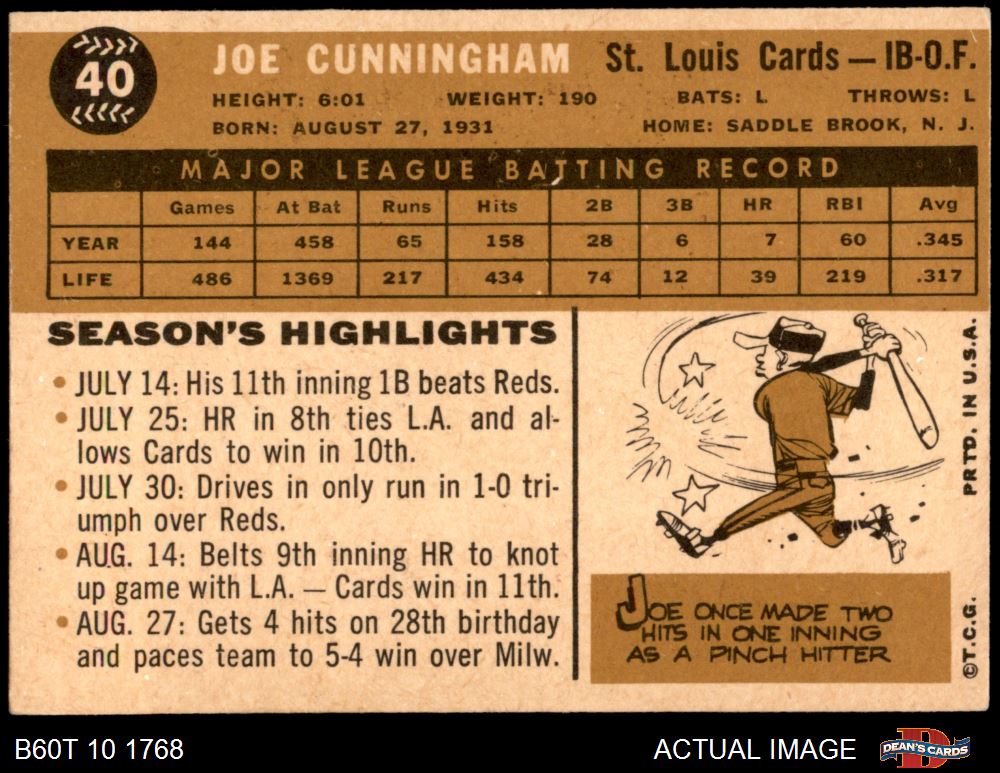 40
JOE CUNNINGHAM St. Louis Cards — 1B-O.F.
HEIGHT: 6:01 WEIGHT: 190 BATS: L THROWS: L
BORN: AUGUST 27, 1931 HOME: SADDLE BROOK, N. J.
MAJOR LEAGUE BATTING RECORD
Games At Bat Runs Hits 2B 3B HR RBI Avg
YEAR 144 458 65 158 28 6 7 60 .345
LIFE 486 1369 217 434 74 12 39 219 .317
SEASON'S HIGHLIGHTS
• JULY 14: His 11th inning 1B beats Reds.
• JULY 25: HR in 8th ties L.A. and al-
lows Cards to win in 10th.
• JULY 30: Drives in only run in 1-0 tri-
umph over Reds.
• AUG. 14: Belts 9th inning HR to knot
up game with L.A. — Cards win in 11th.
• AUG. 27: Gets 4 hits on 28th birthday
and paces team to 5-4 win over Milw.
JOE ONCE MADE TWO
HITS IN ONE INNING
AS A PINCH HITTER
©T.C.G. PRTD. IN U.S.A.
B60T 10 1768 ACTUAL IMAGE DEAN'S CARDS